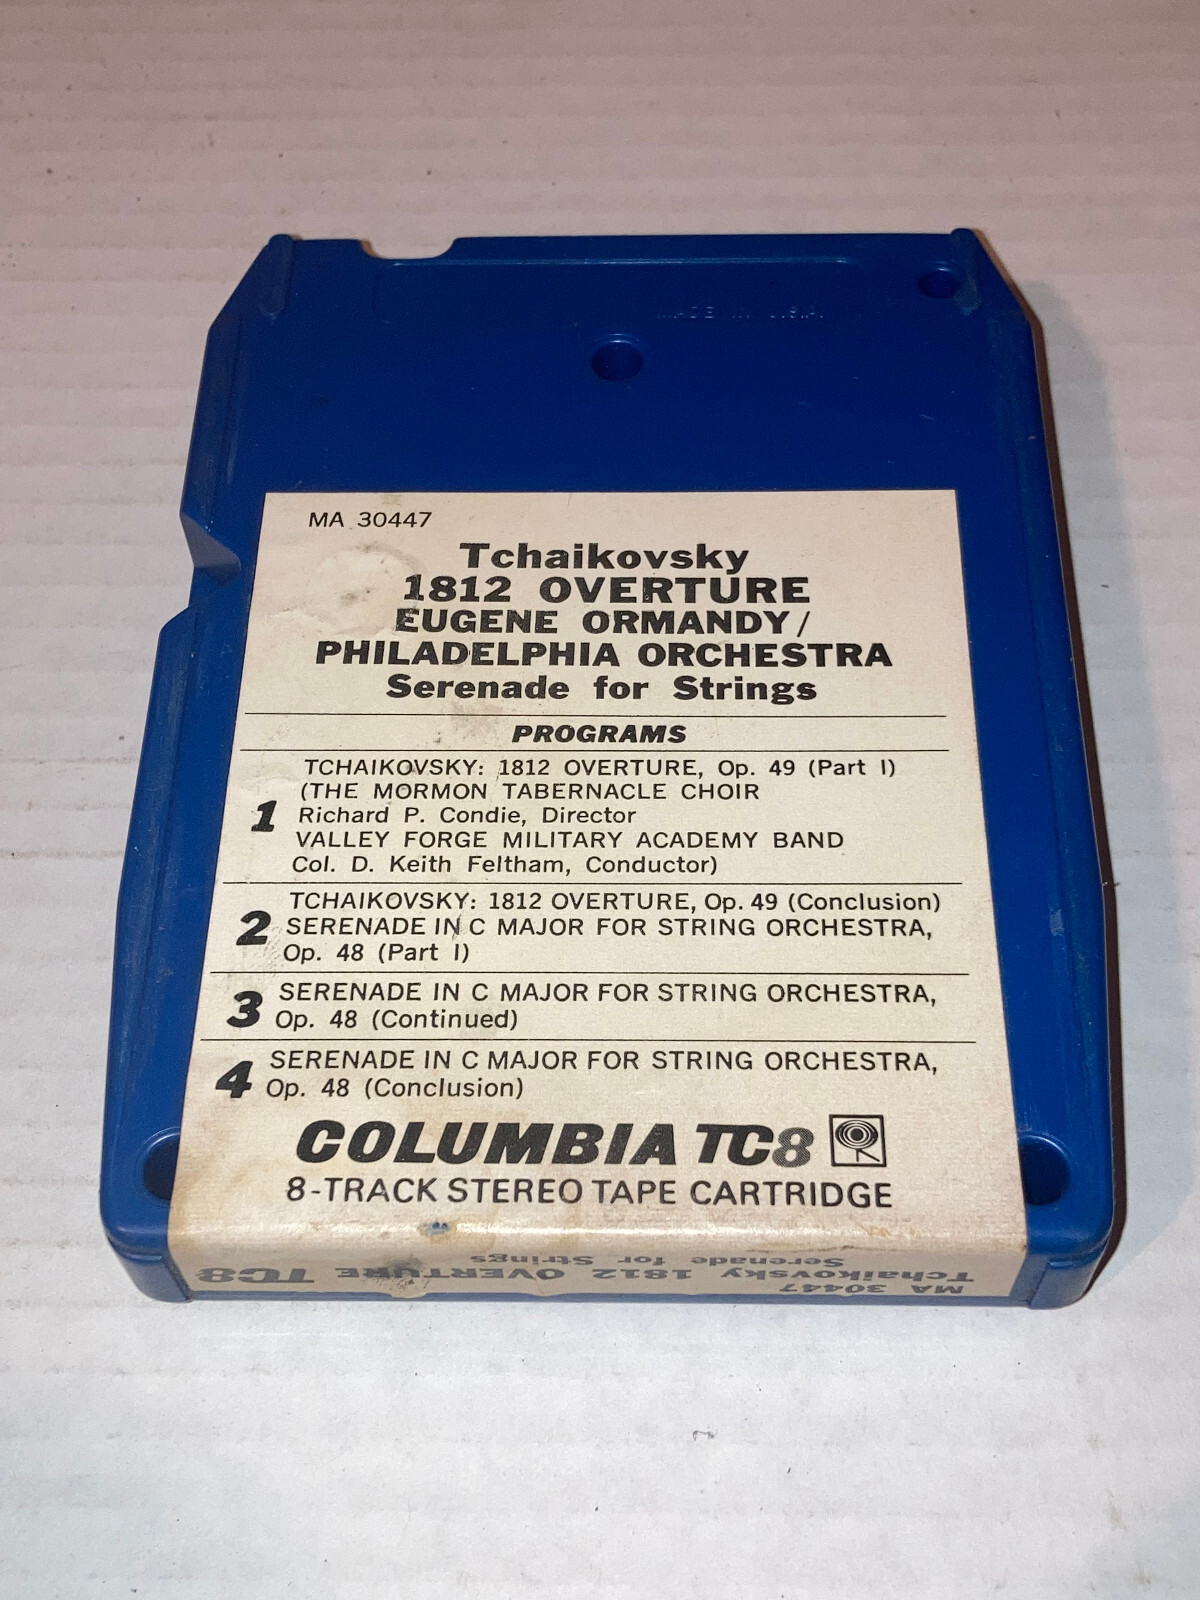 MADE IN U.S.A.
MA 30447
Tchaikovsky
1812 OVERTURE
EUGENE ORMANDY/
PHILADELPHIA ORCHESTRA
Serenade for Strings
PROGRAMS
1
TCHAIKOVSKY: 1812 OVERTURE, Op. 49 (Part I)
(THE MORMON TABERNACLE CHOIR
Richard P. Condie, Director
VALLEY FORGE MILITARY ACADEMY BAND
Col. D. Keith Feltham, Conductor)
2
TCHAIKOVSKY: 1812 OVERTURE, Op. 49 (Conclusion)
SERENADE IN C MAJOR FOR STRING ORCHESTRA,
Op. 48 (Part I)
3
SERENADE IN C MAJOR FOR STRING ORCHESTRA,
Op. 48 (Continued)
4
SERENADE IN C MAJOR FOR STRING ORCHESTRA,
Op. 48 (Conclusion)
COLUMBIA TC8
8-TRACK STEREO TAPE CARTRIDGE
MA 30447
Tchaikovsky 1812 OVERTURE TC8
Serenade for Strings